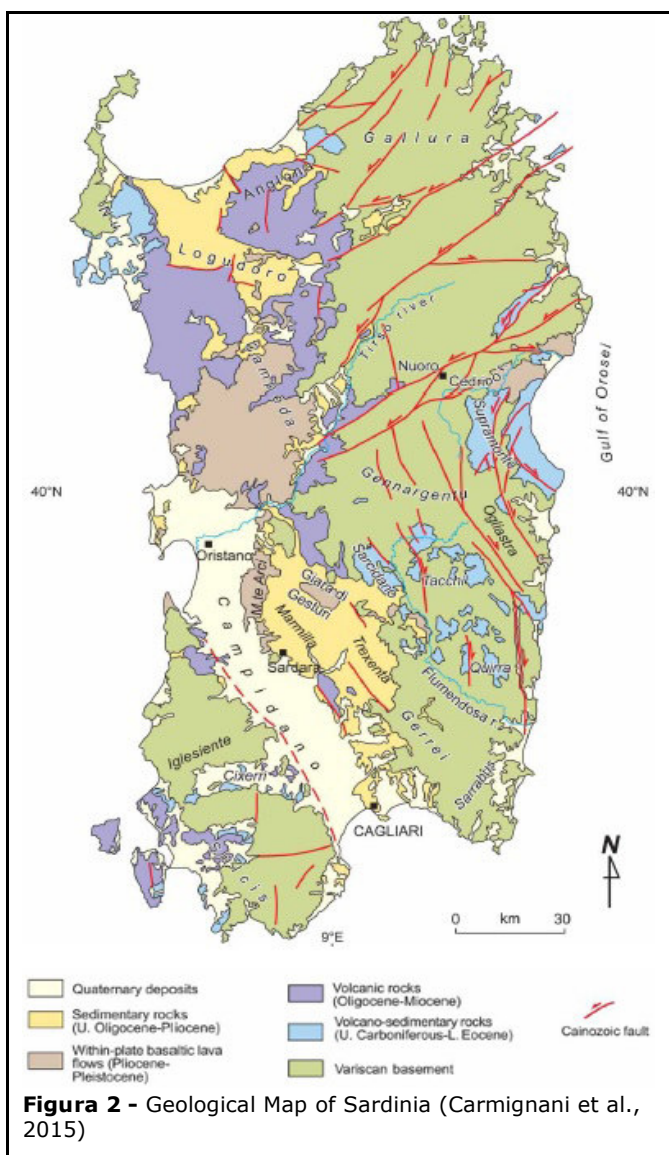 Gallura
Anglona
Logudoro
Tirso river
Nuoro
Supramonte
Gulf of Orosei
40°N
40°N
Gennargentu
Ogliastra
Oristano
Sarcidano
Tacchi
M.te Arci
Giara di
Gesturi
Campidano
Marmilla
Trexenta
Sardara
Quirra
Flumendosa r.
Gerrei
Iglesiente
Cixerri
Sarrabus
CAGLIARI
N
0 km 30
9°E
Quaternary deposits
Sedimentary rocks
(U. Oligocene-Pliocene)
Within-plate basaltic lava
flows (Pliocene-
Pleistocene)
Volcanic rocks
(Oligocene-Miocene)
Volcano-sedimentary rocks
(U. Carboniferous-L. Eocene)
Variscan basement
Cainozoic fault
Figura 2 - Geological Map of Sardinia (Carmignani et al.,
2015)